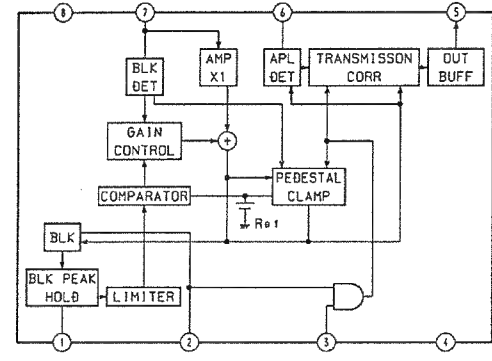 8 7 6 5
BLK
DET
AMP
X1
APL
DET
TRANSMISSON
CORR
OUT
BUFF
GAIN
CONTROL
+
PEDESTAL
CLAMP
COMPARATOR
Ref
BLK
BLK PEAK
HOLD
LIMITER
1 2 3 4